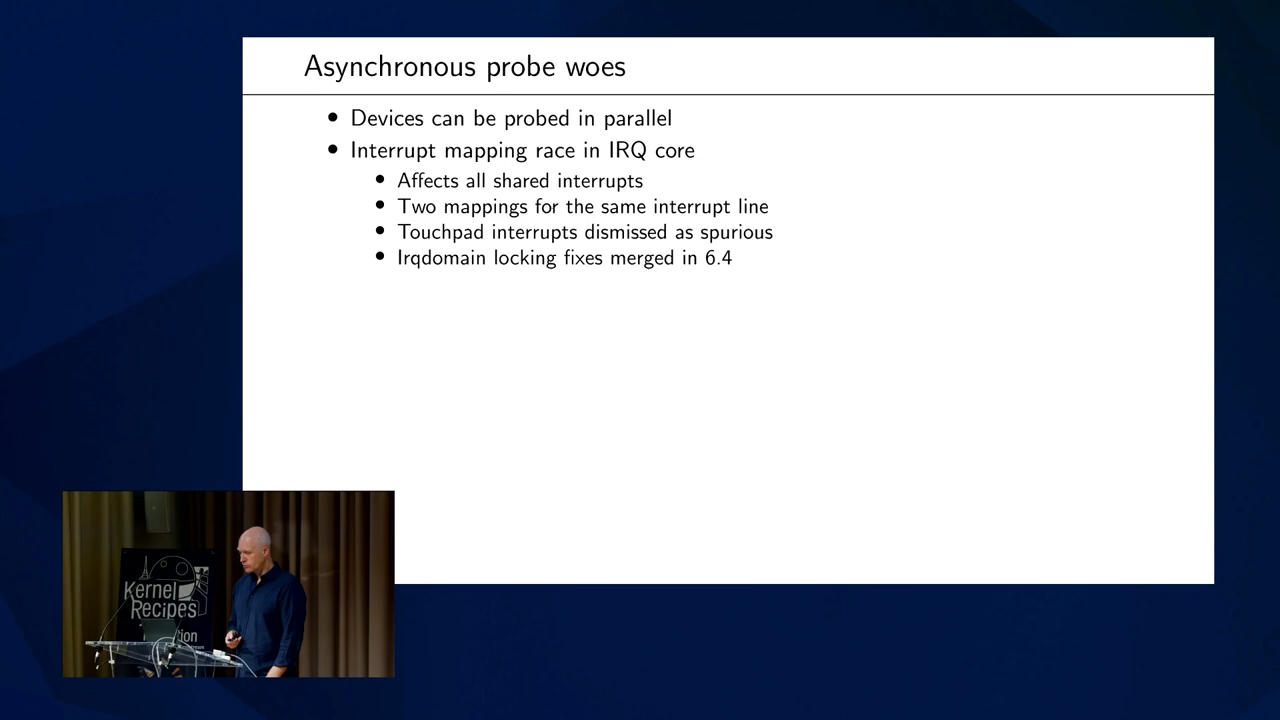 Asynchronous probe woes
• Devices can be probed in parallel
• Interrupt mapping race in IRQ core
• Affects all shared interrupts
• Two mappings for the same interrupt line
• Touchpad interrupts dismissed as spurious
• Irqdomain locking fixes merged in 6.4
Kernel
Recipes